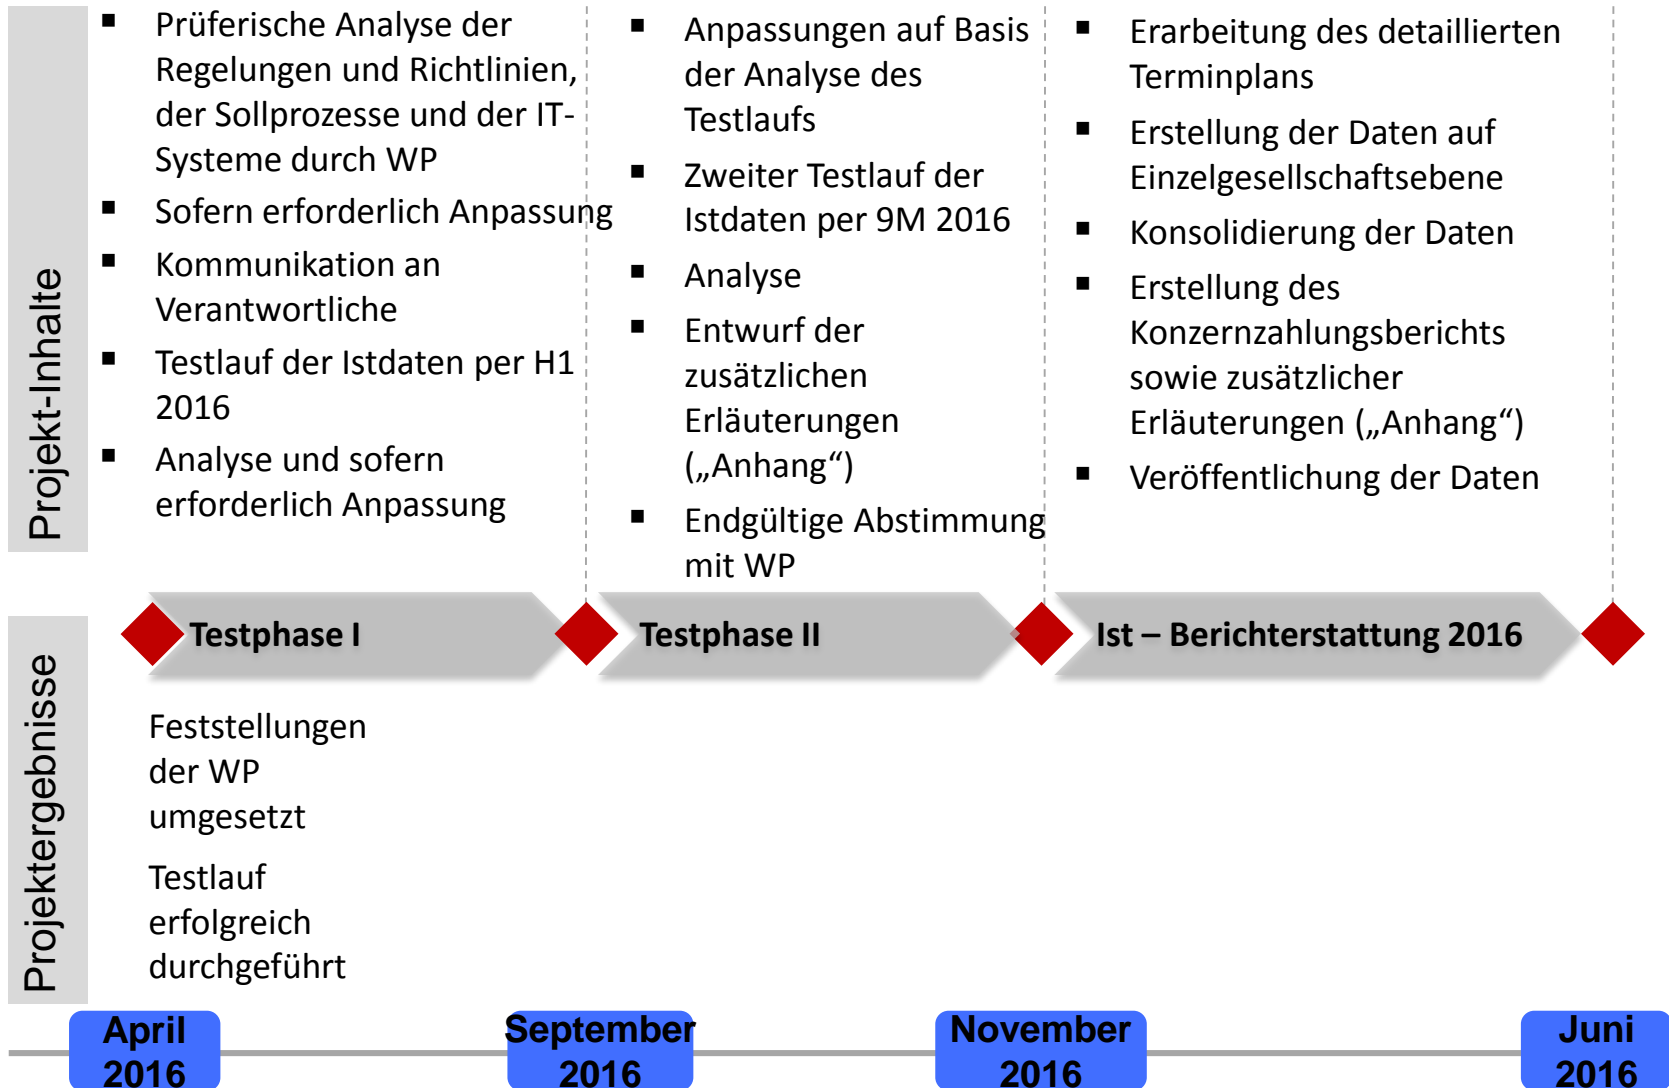 Projekt-Inhalte
▪ Prüferische Analyse der
Regelungen und Richtlinien,
der Sollprozesse und der IT-
Systeme durch WP
▪ Sofern erforderlich Anpassung
▪ Kommunikation an
Verantwortliche
▪ Testlauf der Istdaten per H1
2016
▪ Analyse und sofern
erforderlich Anpassung
▪ Anpassungen auf Basis
der Analyse des
Testlaufs
▪ Zweiter Testlauf der
Istdaten per 9M 2016
▪ Analyse
▪ Entwurf der
zusätzlichen
Erläuterungen
(„Anhang“)
▪ Endgültige Abstimmung
mit WP
▪ Erarbeitung des detaillierten
Terminplans
▪ Erstellung der Daten auf
Einzelgesellschaftsebene
▪ Konsolidierung der Daten
▪ Erstellung des
Konzernzahlungsberichts
sowie zusätzlicher
Erläuterungen („Anhang“)
▪ Veröffentlichung der Daten
Testphase I
Testphase II
Ist – Berichterstattung 2016
Projektergebnisse
Feststellungen
der WP
umgesetzt
Testlauf
erfolgreich
durchgeführt
April
2016
September
2016
November
2016
Juni
2016